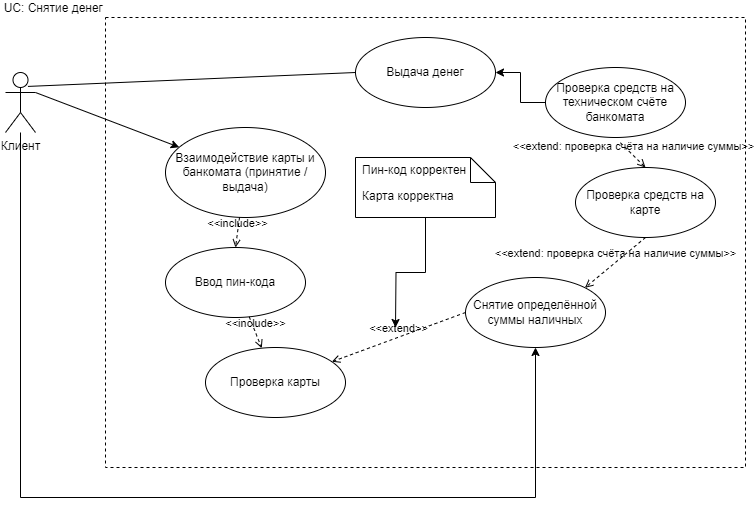 UC: Снятие денег
Выдача денег
Проверка средств на
техническом счёте
банкомата
Клиент
<<extend: проверка счёта на наличие суммы>>
Взаимодействие карты и
банкомата (принятие /
выдача)
Пин-код корректен
Карта корректна
Проверка средств на
карте
<<include>>
<<extend: проверка счёта на наличие суммы>>
Ввод пин-кода
Снятие определённой
суммы наличных
<<include>>
<<extend>>
Проверка карты